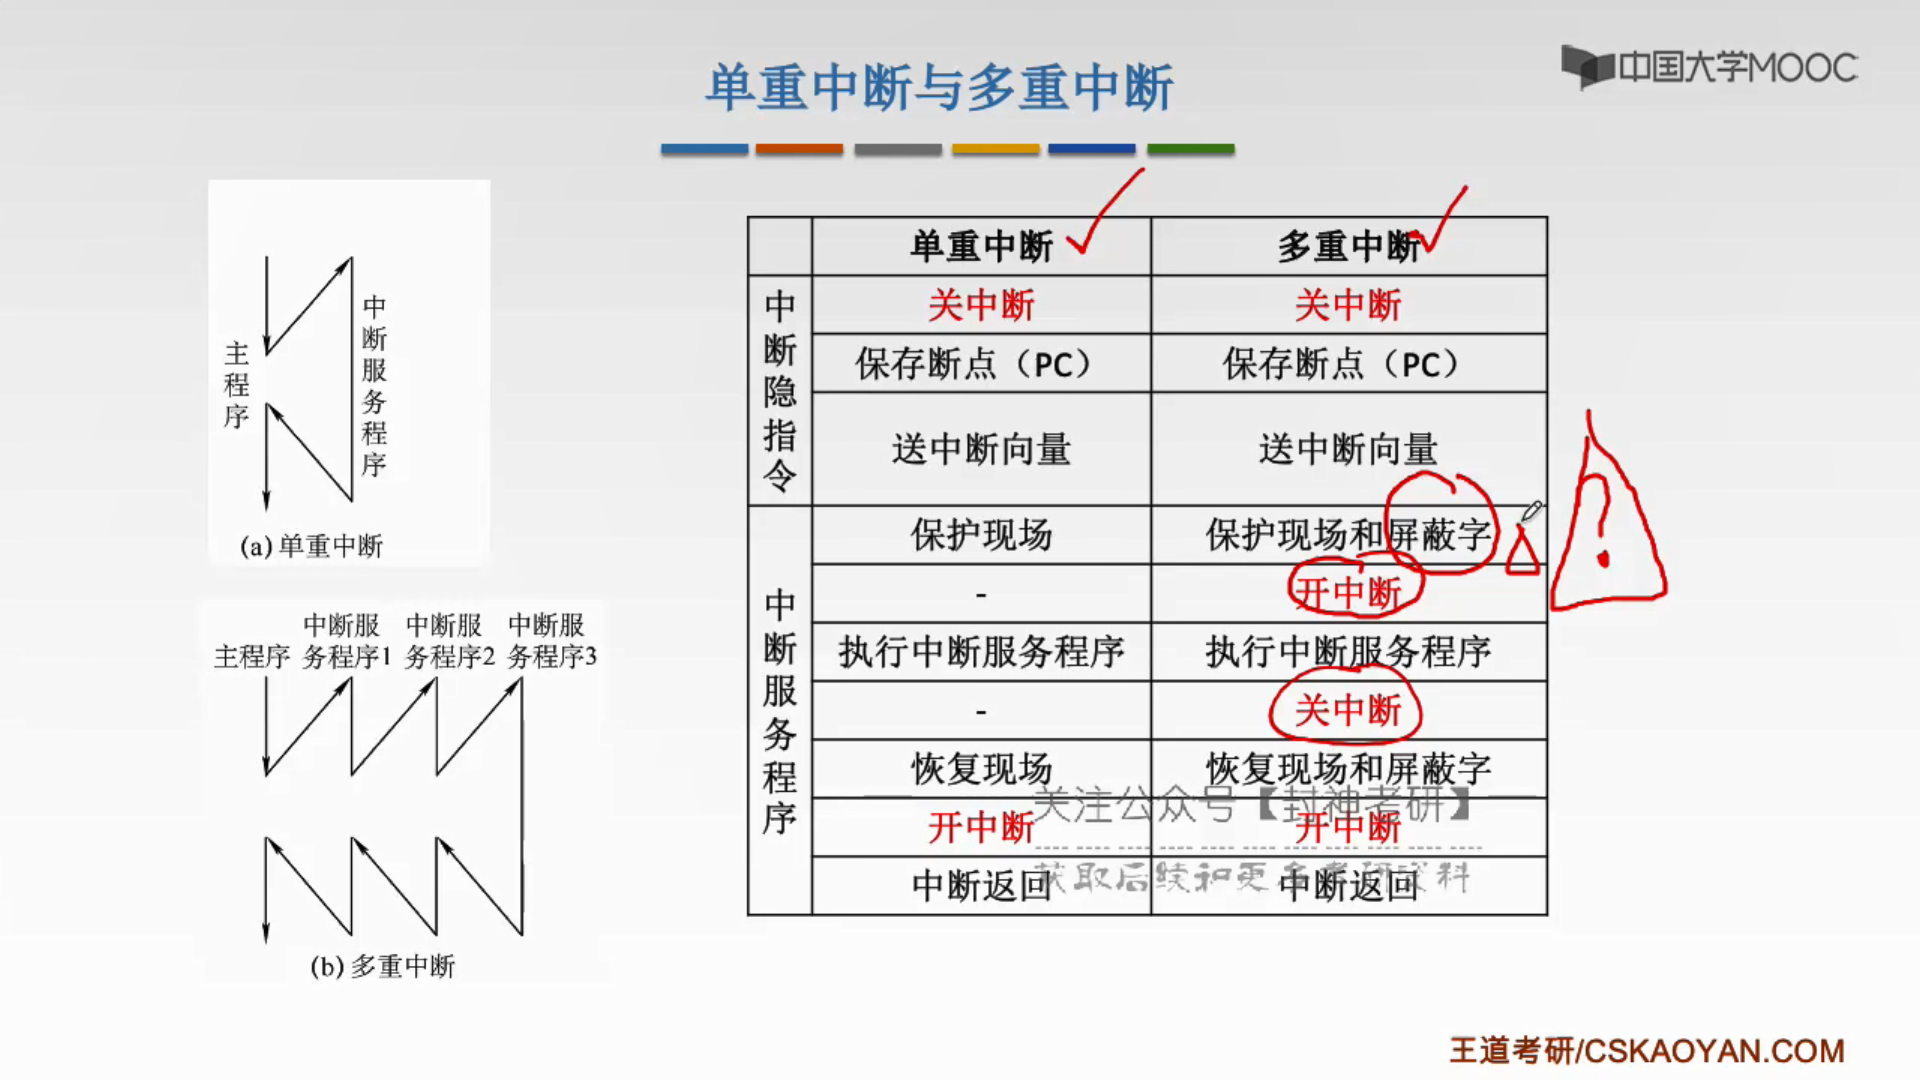 单重中断与多重中断
中国大学MOOC
主程序
中断服务程序
(a) 单重中断
主程序
中断服务程序1
中断服务程序2
中断服务程序3
(b) 多重中断
单重中断
多重中断
中断隐指令
关中断
关中断
保存断点（PC）
保存断点（PC）
送中断向量
送中断向量
中断服务程序
保护现场
保护现场和屏蔽字
-
开中断
执行中断服务程序
执行中断服务程序
-
关中断
恢复现场
恢复现场和屏蔽字
开中断
开中断
中断返回
中断返回
?
关注公众号【封神考研】
获取后续和更多考研资料
王道考研/CSKAOYAN.COM